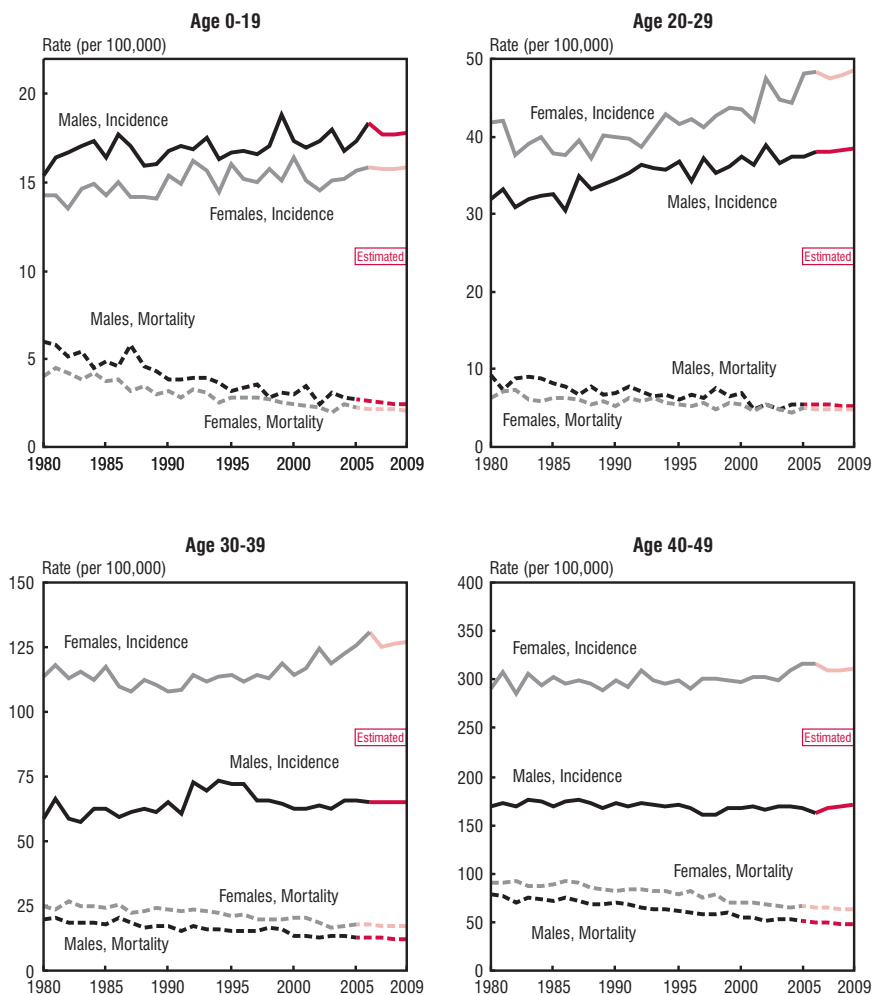 Age 0-19
Rate (per 100,000)
20
15
10
5
0
Males, Incidence
Females, Incidence
Estimated
Males, Mortality
Females, Mortality
1980 1985 1990 1995 2000 2005 2009
Age 20-29
Rate (per 100,000)
50
40
30
20
10
0
Females, Incidence
Males, Incidence
Estimated
Males, Mortality
Females, Mortality
1980 1985 1990 1995 2000 2005 2009
Age 30-39
Rate (per 100,000)
150
125
100
75
50
25
0
Females, Incidence
Estimated
Males, Incidence
Females, Mortality
Males, Mortality
1980 1985 1990 1995 2000 2005 2009
Age 40-49
Rate (per 100,000)
400
350
300
250
200
150
100
50
0
Females, Incidence
Estimated
Males, Incidence
Females, Mortality
Males, Mortality
1980 1985 1990 1995 2000 2005 2009